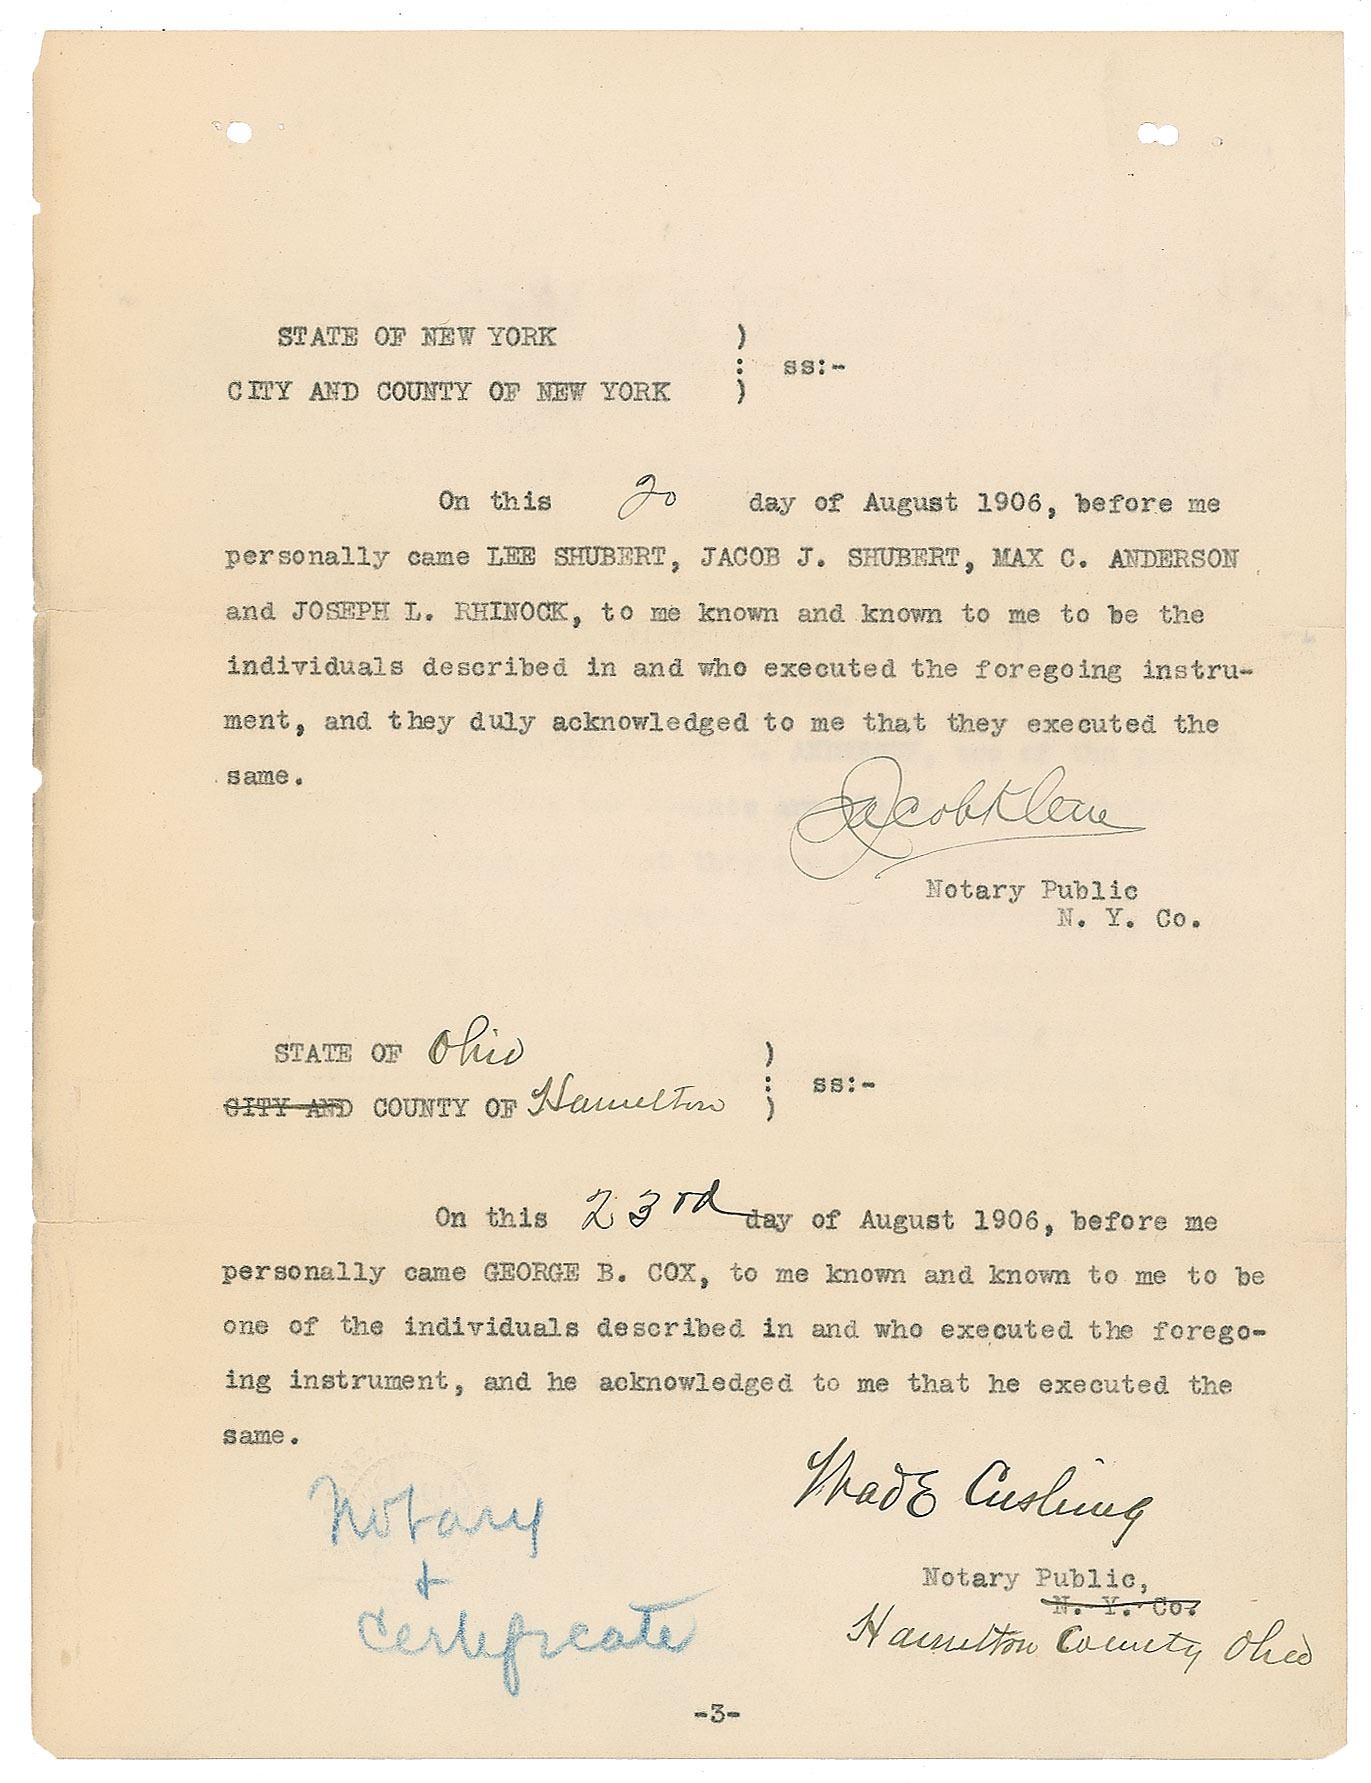 STATE OF NEW YORK )
: ss:-
CITY AND COUNTY OF NEW YORK )
On this 20 day of August 1906, before me
personally came LEE SHUBERT, JACOB J. SHUBERT, MAX C. ANDERSON
and JOSEPH L. RHINOCK, to me known and known to me to be the
individuals described in and who executed the foregoing instru-
ment, and they duly acknowledged to me that they executed the
same.
Jacob Klein
Notary Public
N. Y. Co.
STATE OF Ohio )
: ss:-
CITY AND COUNTY OF Hamilton )
On this 23rd day of August 1906, before me
personally came GEORGE B. COX, to me known and known to me to be
one of the individuals described in and who executed the forego-
ing instrument, and he acknowledged to me that he executed the
same.
Wade Cushing
Notary Public,
N. Y. Co.
Hamilton County Ohio
Notary
+
Certificate
-3-